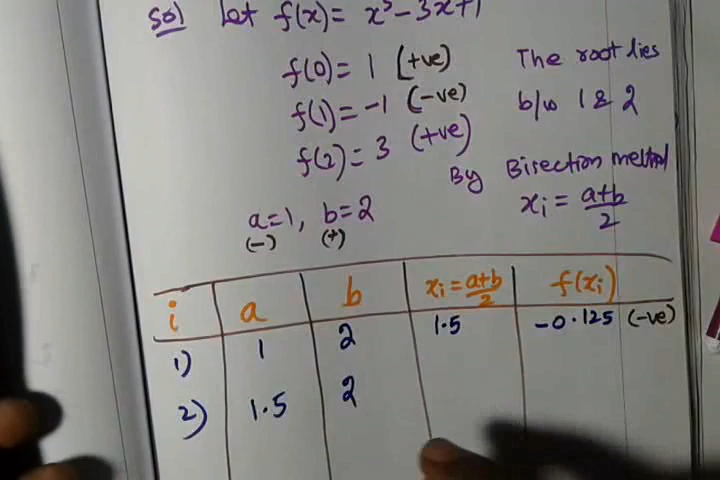 Sol) Let f(x) = x³ - 3x + 1
f(0) = 1 (+ve)
f(1) = -1 (-ve)
f(2) = 3 (+ve)
The root lies
b/w 1 & 2
By Bisection method
xi = a+b/2
a=1, b=2
(-) (+)
i a b xi = a+b/2 f(xi)
1) 1 2 1.5 -0.125 (-ve)
2) 1.5 2